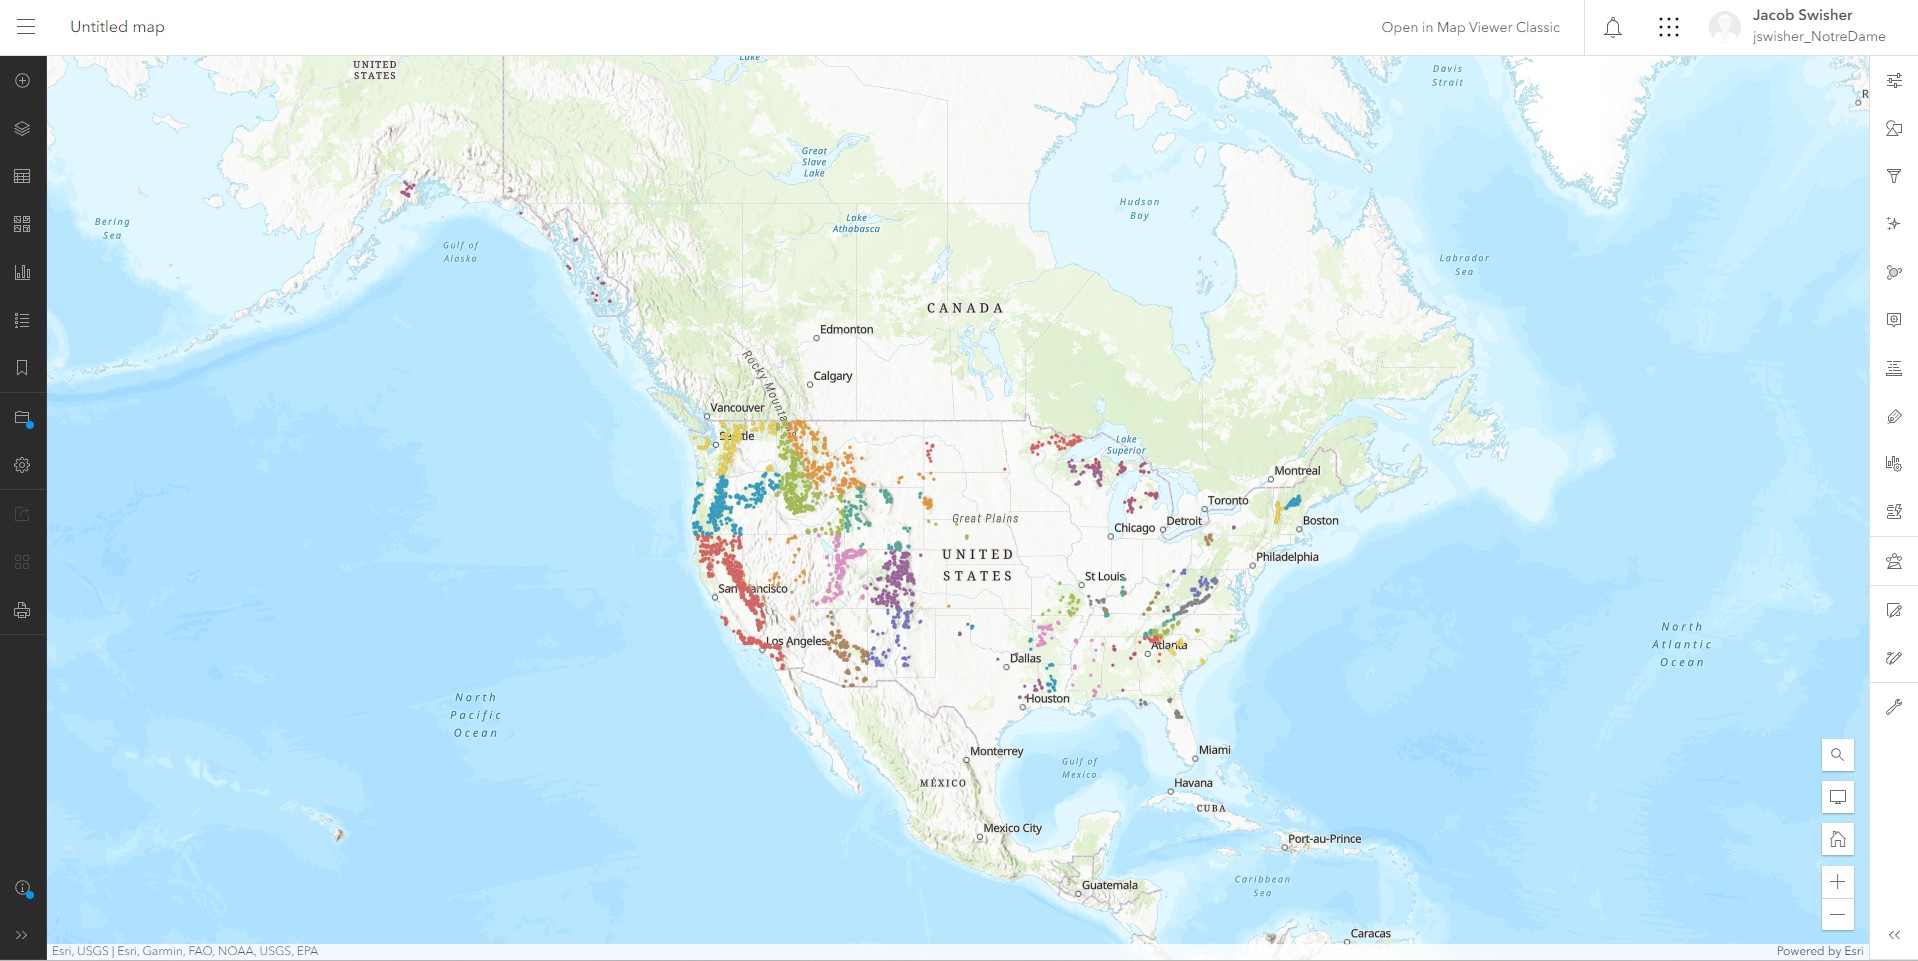 Untitled map
Open in Map Viewer Classic
Jacob Swisher
jswisher_NotreDame
UNITED
STATES
Lake
Davis
Strait
R
Great
Slave
Lake
Hudson
Bay
Bering
Sea
Lake
Athabasca
Gulf of
Alaska
Labrador
Sea
CANADA
Edmonton
Rocky Mounta
Calgary
Vancouver
Seattle
Lake
Superior
Montreal
Toronto
Great Plains
Chicago
Detroit
Boston
UNITED
STATES
Philadelphia
St Louis
San Francisco
Los Angeles
Atlanta
Dallas
North
Atlantic
Ocean
North
Pacific
Ocean
Houston
Monterrey
Miami
Gulf of
Mexico
MÉXICO
Havana
CUBA
Mexico City
Port-au-Prince
Guatemala
Caribbean
Sea
Caracas
Esri, USGS | Esri, Garmin, FAO, NOAA, USGS, EPA
Powered by Esri